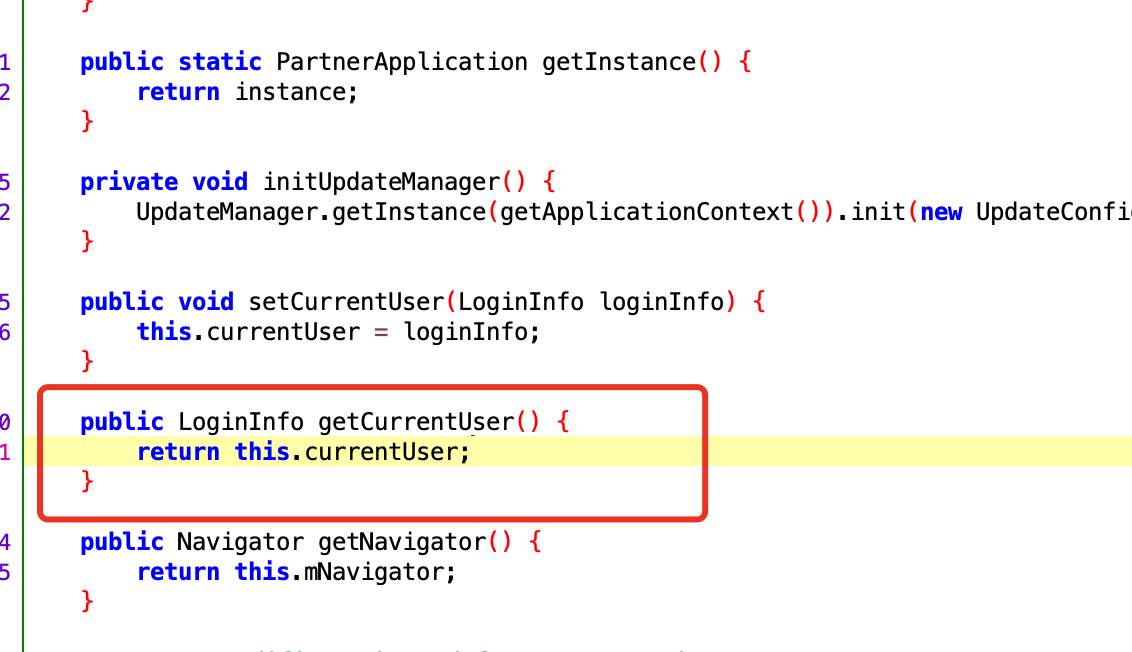 }
1 public static PartnerApplication getInstance() {
2 return instance;
}
5 private void initUpdateManager() {
2 UpdateManager.getInstance(getApplicationContext()).init(new UpdateConfi
}
5 public void setCurrentUser(LoginInfo loginInfo) {
6 this.currentUser = loginInfo;
}
0 public LoginInfo getCurrentUser() {
1 return this.currentUser;
}
4 public Navigator getNavigator() {
5 return this.mNavigator;
}